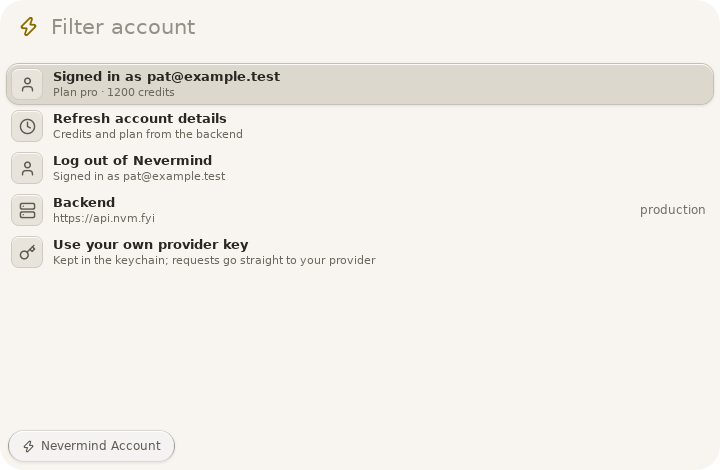 Filter account
Signed in as pat@example.test
Plan pro · 1200 credits
Refresh account details
Credits and plan from the backend
Log out of Nevermind
Signed in as pat@example.test
Backend
https://api.nvm.fyi
production
Use your own provider key
Kept in the keychain; requests go straight to your provider
Nevermind Account